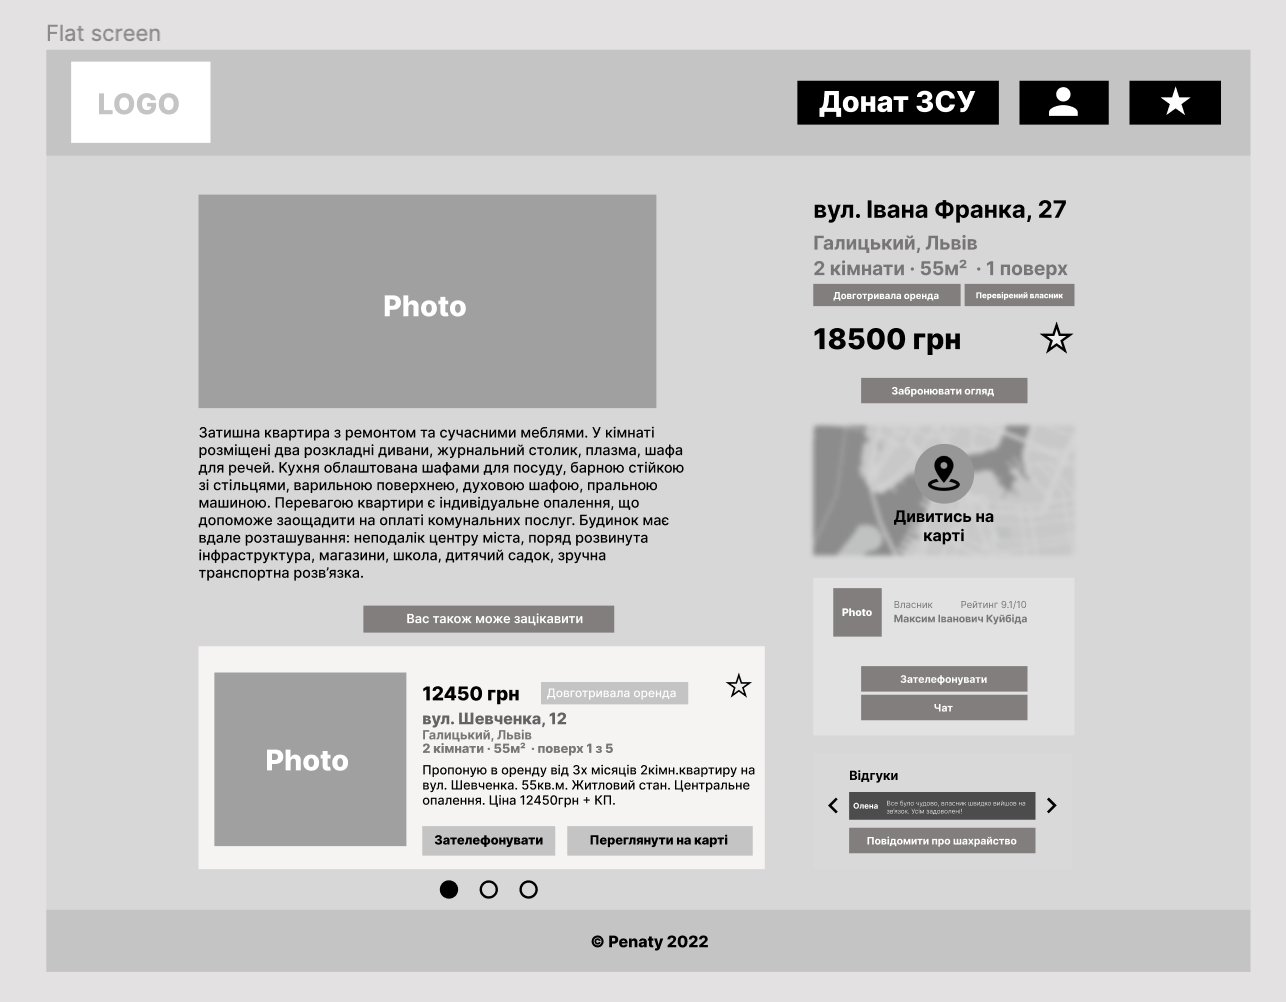 Flat screen
LOGO
Донат ЗСУ
Photo
Затишна квартира з ремонтом та сучасними меблями. У кімнаті
розміщені два розкладні дивани, журнальний столик, плазма, шафа
для речей. Кухня облаштована шафами для посуду, барною стійкою
зі стільцями, варильною поверхнею, духовою шафою, пральною
машиною. Перевагою квартири є індивідуальне опалення, що
допоможе заощадити на оплаті комунальних послуг. Будинок має
вдале розташування: неподалік центру міста, поряд розвинута
інфраструктура, магазини, школа, дитячий садок, зручна
транспортна розв’язка.
Вас також може зацікавити
Photo
12450 грн
Довготривала оренда
вул. Шевченка, 12
Галицький, Львів
2 кімнати · 55м² · поверх 1 з 5
Пропоную в оренду від 3х місяців 2кімн.квартиру на
вул. Шевченка. 55кв.м. Житловий стан. Центральне
опалення. Ціна 12450грн + КП.
Зателефонувати
Переглянути на карті
вул. Івана Франка, 27
Галицький, Львів
2 кімнати · 55м² · 1 поверх
Довготривала оренда
Перевірений власник
18500 грн
Забронювати огляд
Дивитись на
карті
Photo
Власник
Рейтинг 9.1/10
Максим Іванович Куйбіда
Зателефонувати
Чат
Відгуки
Олена
Все було чудово, власник швидко вийшов на
зв'язок. Усім задоволені!
Повідомити про шахрайство
© Penaty 2022